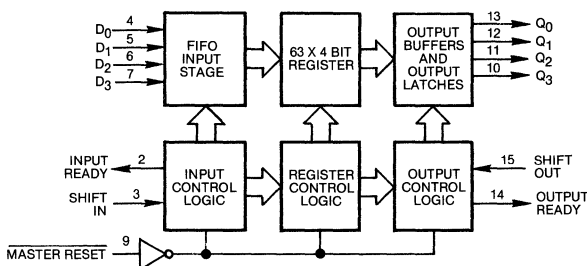 D0 4
D1 5
D2 6
D3 7
FIFO
INPUT
STAGE
63 X 4 BIT
REGISTER
OUTPUT
BUFFERS
AND
OUTPUT
LATCHES
13 Q0
12 Q1
11 Q2
10 Q3
INPUT
READY
2
SHIFT
IN
3
INPUT
CONTROL
LOGIC
REGISTER
CONTROL
LOGIC
OUTPUT
CONTROL
LOGIC
15 SHIFT
OUT
14 OUTPUT
READY
MASTER RESET 9